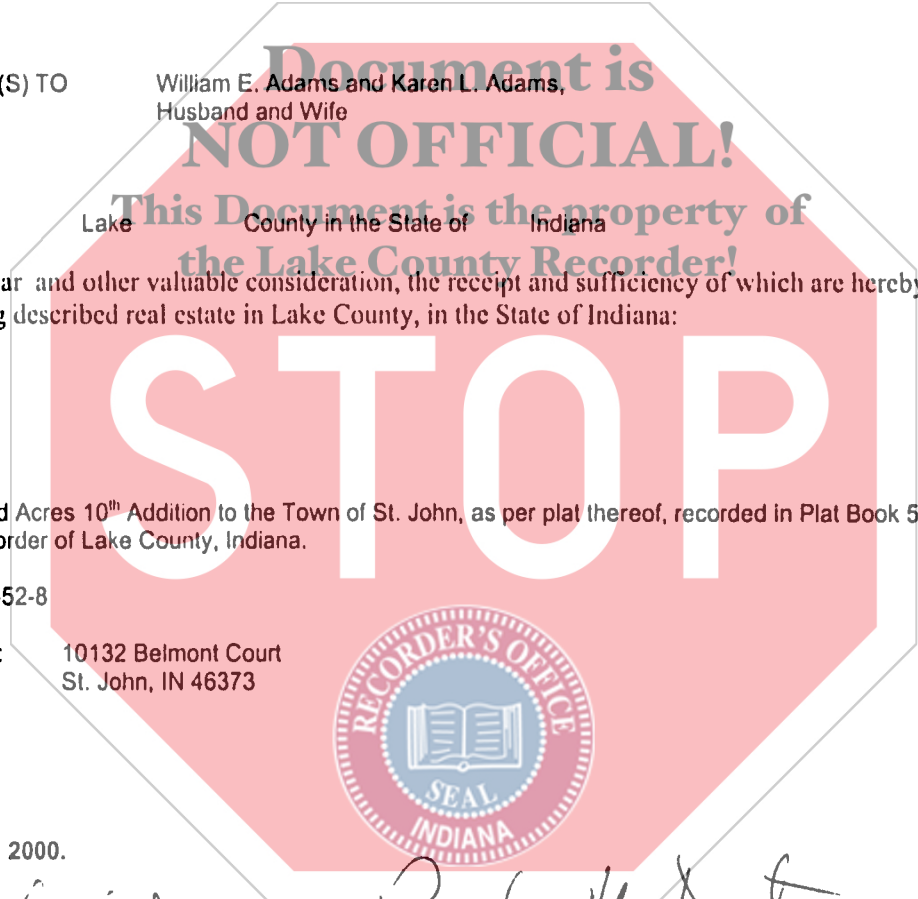 Document is
(S) TO William E. Adams and Karen L. Adams,
Husband and Wife
NOT OFFICIAL!
This Document is the property of
Lake County in the State of Indiana
the Lake County Recorder!
ar and other valuable consideration, the receipt and sufficiency of which are hereby
g described real estate in Lake County, in the State of Indiana:
STOP
d Acres 10th Addition to the Town of St. John, as per plat thereof, recorded in Plat Book 5
order of Lake County, Indiana.
52-8
: 10132 Belmont Court
St. John, IN 46373
RECORDER'S OFFICE
SEAL
INDIANA
2000.